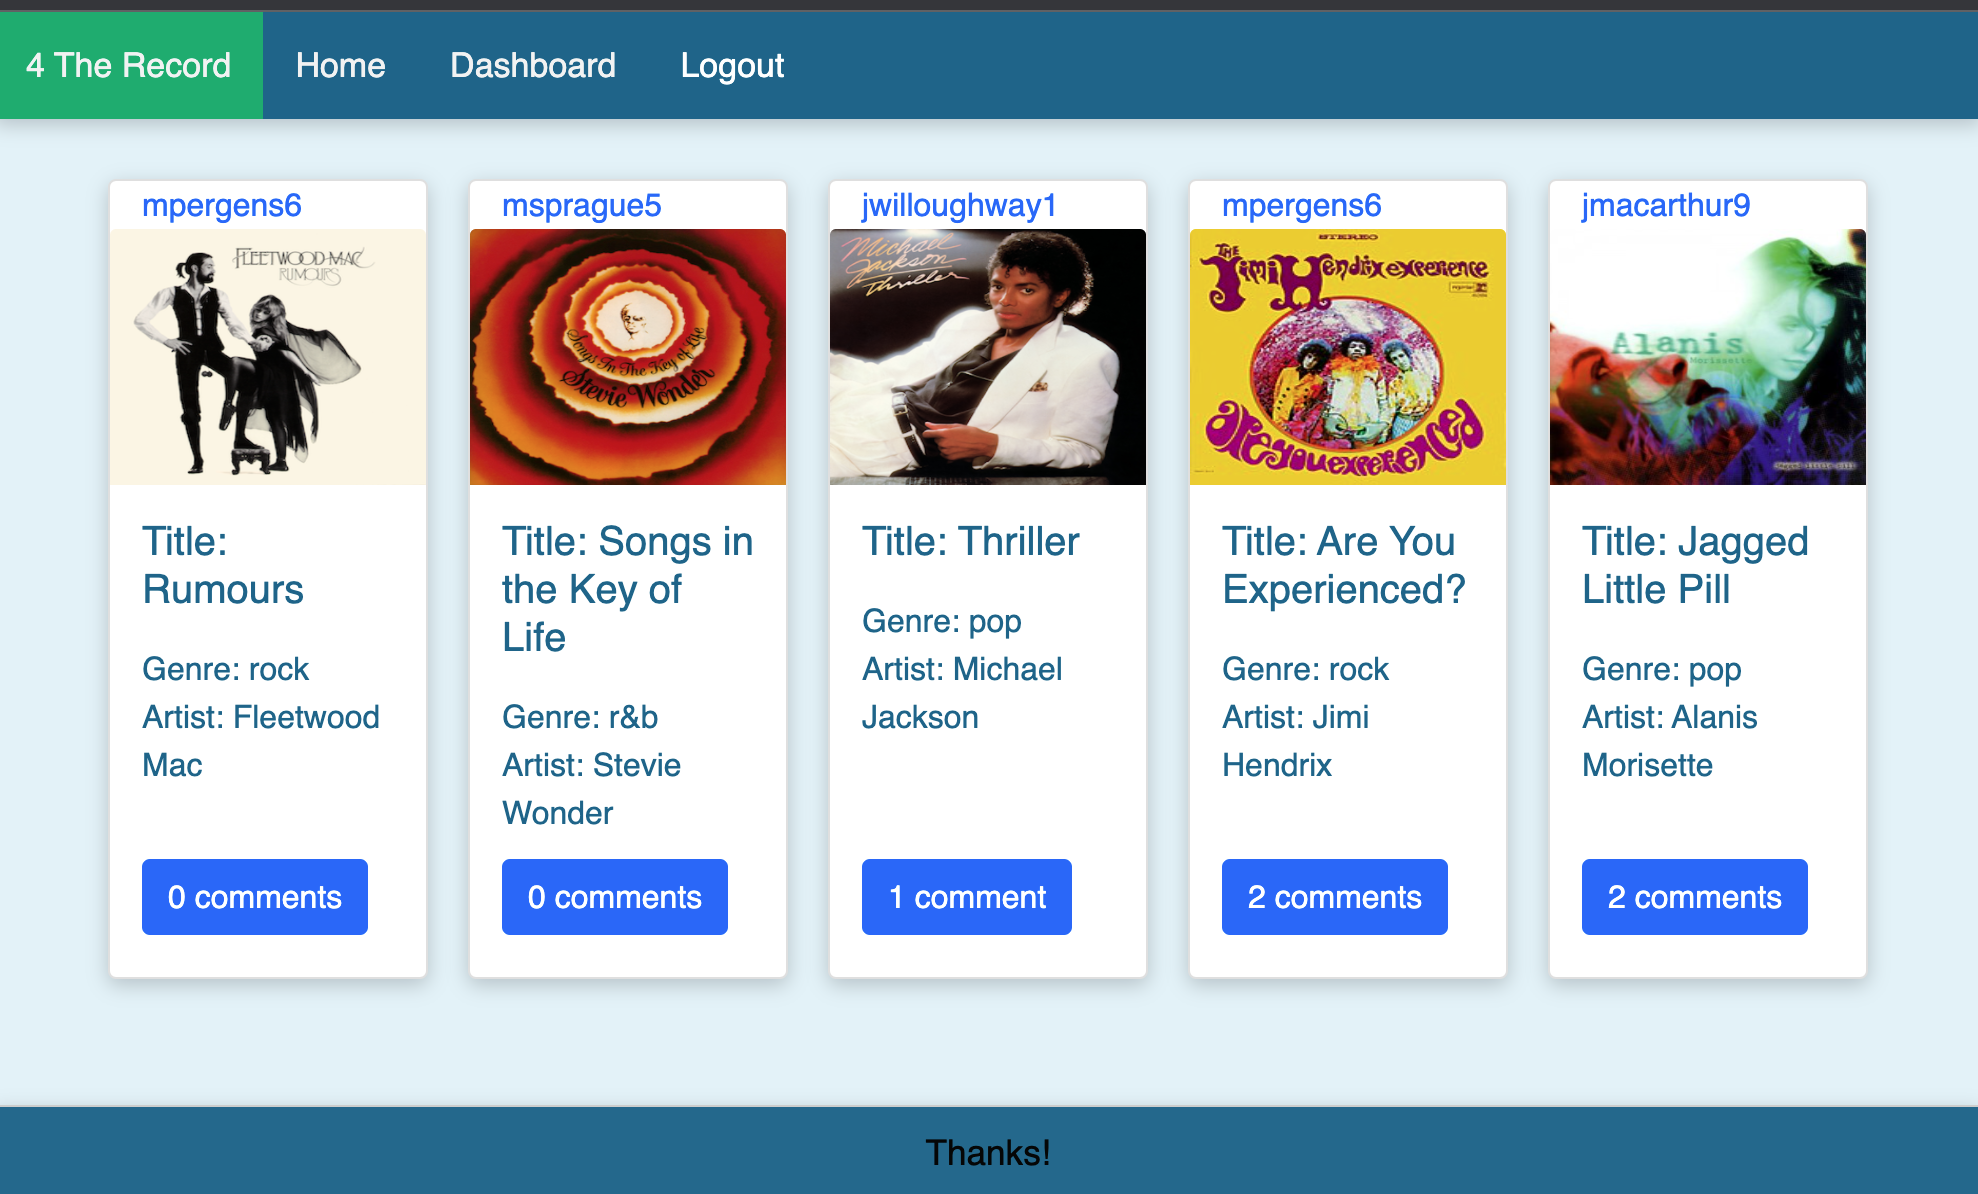 4 The Record Home Dashboard Logout
mpergens6
FLEETWOOD MAC
RUMOURS
Title:
Rumours
Genre: rock
Artist: Fleetwood
Mac
0 comments
msprague5
Songs In The Key of Life
Stevie Wonder
Title: Songs in
the Key of
Life
Genre: r&b
Artist: Stevie
Wonder
0 comments
jwilloughway1
Michael
Jackson
Thriller
Title: Thriller
Genre: pop
Artist: Michael
Jackson
1 comment
mpergens6
STEREO
THE
Jimi Hendrix experience
are you experienced
Title: Are You
Experienced?
Genre: rock
Artist: Jimi
Hendrix
2 comments
jmacarthur9
Alanis
Morissette
jagged little pill
Title: Jagged
Little Pill
Genre: pop
Artist: Alanis
Morisette
2 comments
Thanks!